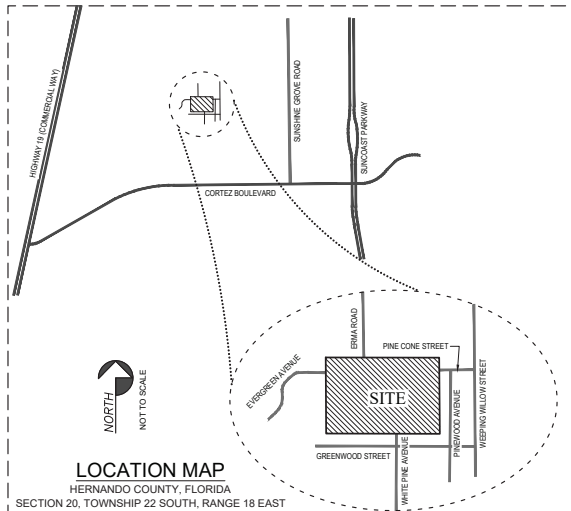 HIGHWAY 19 (COMMERCIAL WAY)
SUNSHINE GROVE ROAD
SUNCOAST PARKWAY
CORTEZ BOULEVARD
ERMA ROAD
PINE CONE STREET
EVERGREEN AVENUE
SITE
PINEWOOD AVENUE
WEEPING WILLOW STREET
GREENWOOD STREET
WHITE PINE AVENUE
NORTH
NOT TO SCALE
LOCATION MAP
HERNANDO COUNTY, FLORIDA
SECTION 20, TOWNSHIP 22 SOUTH, RANGE 18 EAST